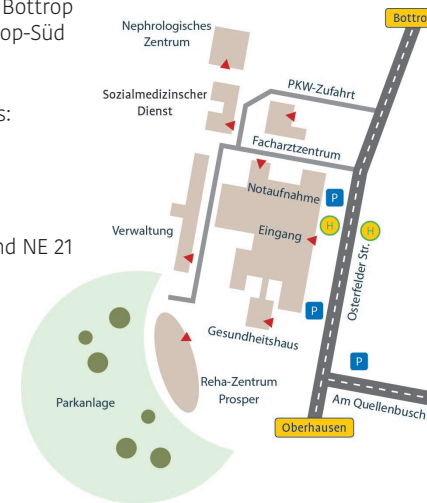 Bottrop
op-Süd
s:
nd NE 21
Bottro
Nephrologisches
Zentrum
PKW-Zufahrt
Sozialmedizinscher
Dienst
Facharztzentrum
Notaufnahme
P
H
H
Verwaltung
Eingang
Osterfelder Str.
P
Gesundheitshaus
P
Reha-Zentrum
Prosper
Parkanlage
Am Quellenbusch
Oberhausen